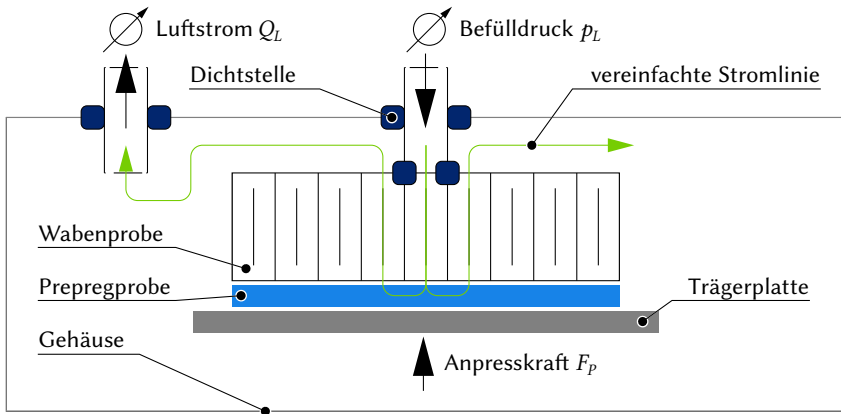 Luftstrom Q_L
Befülldruck p_L
Dichtstelle
vereinfachte Stromlinie
Wabenprobe
Prepregprobe
Trägerplatte
Gehäuse
Anpresskraft F_P